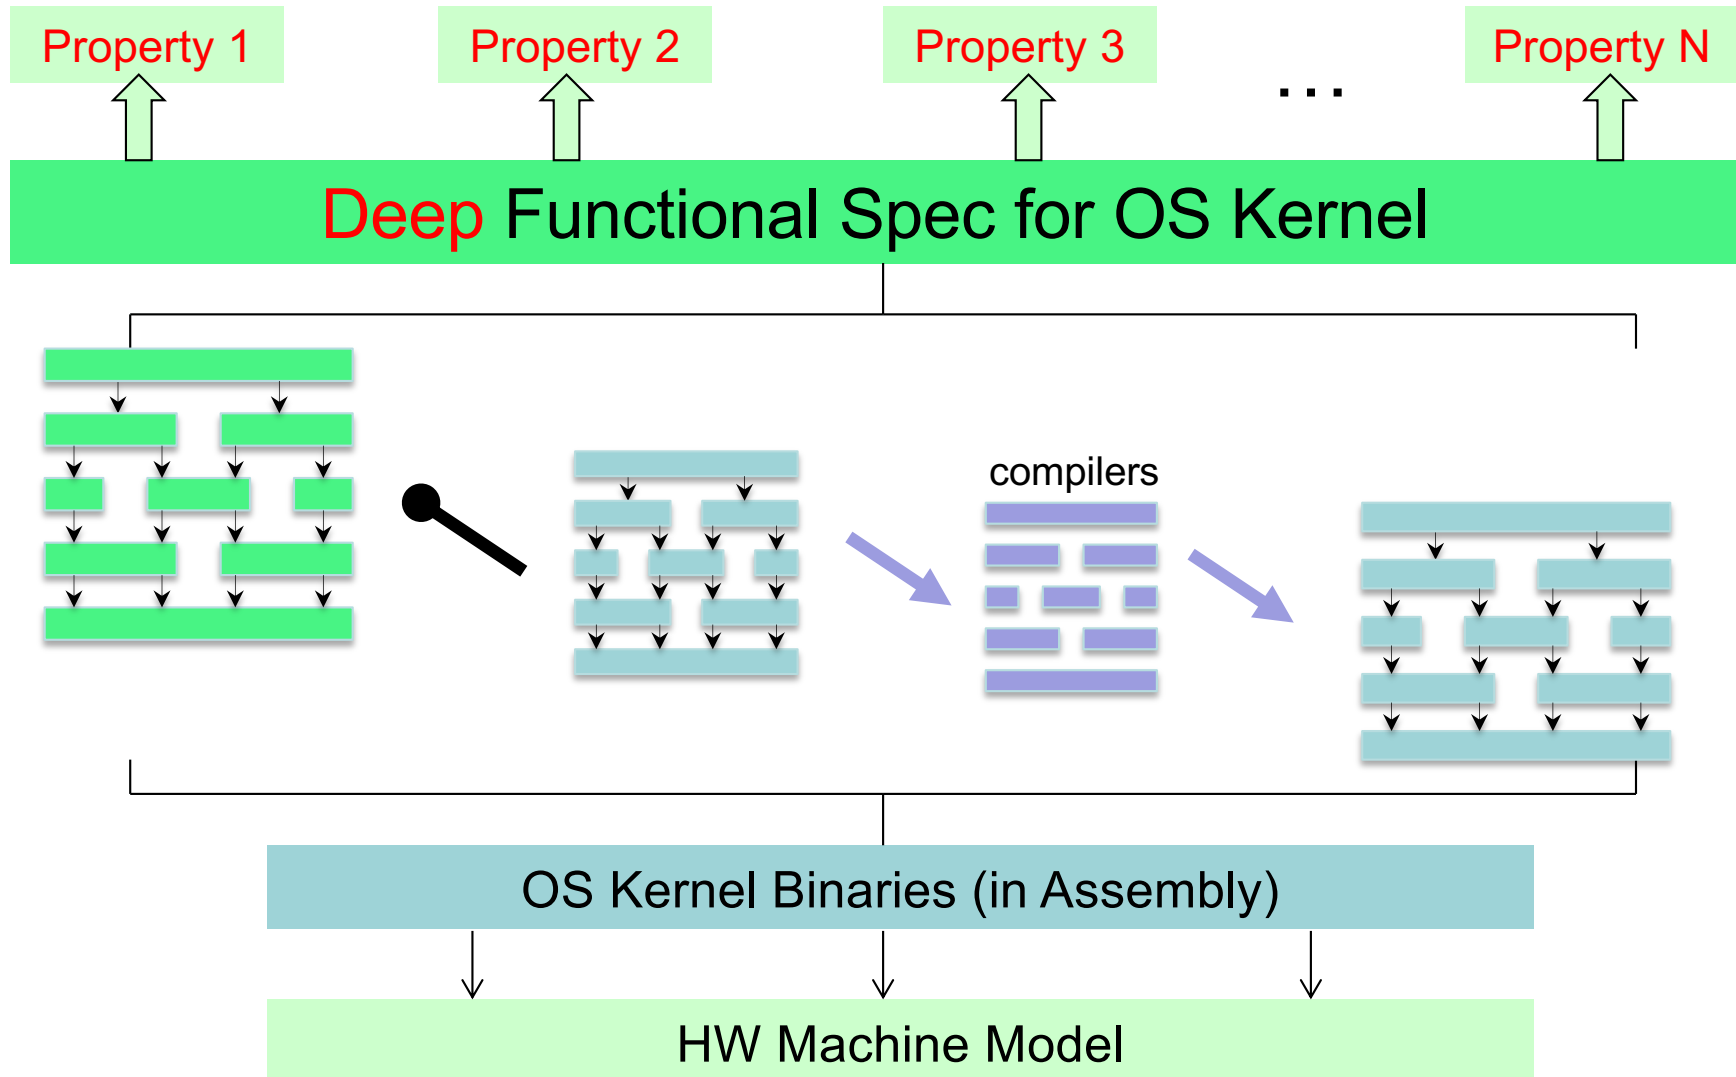 Property 1
Property 2
Property 3
...
Property N
Deep Functional Spec for OS Kernel
compilers
OS Kernel Binaries (in Assembly)
HW Machine Model